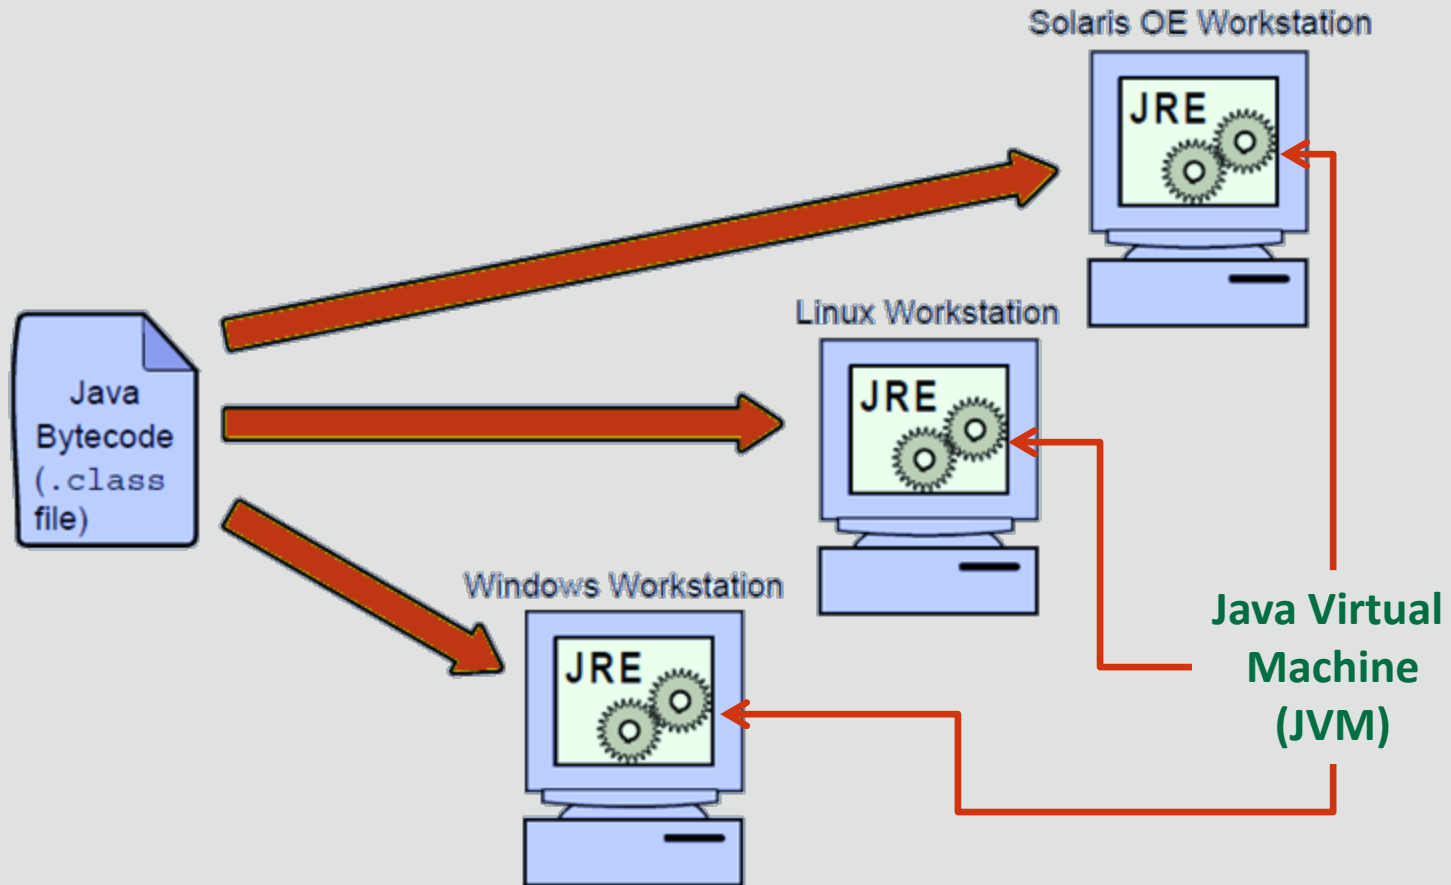 Solaris OE Workstation
JRE
Linux Workstation
JRE
Java
Bytecode
(.class
file)
Windows Workstation
JRE
Java Virtual
Machine
(JVM)